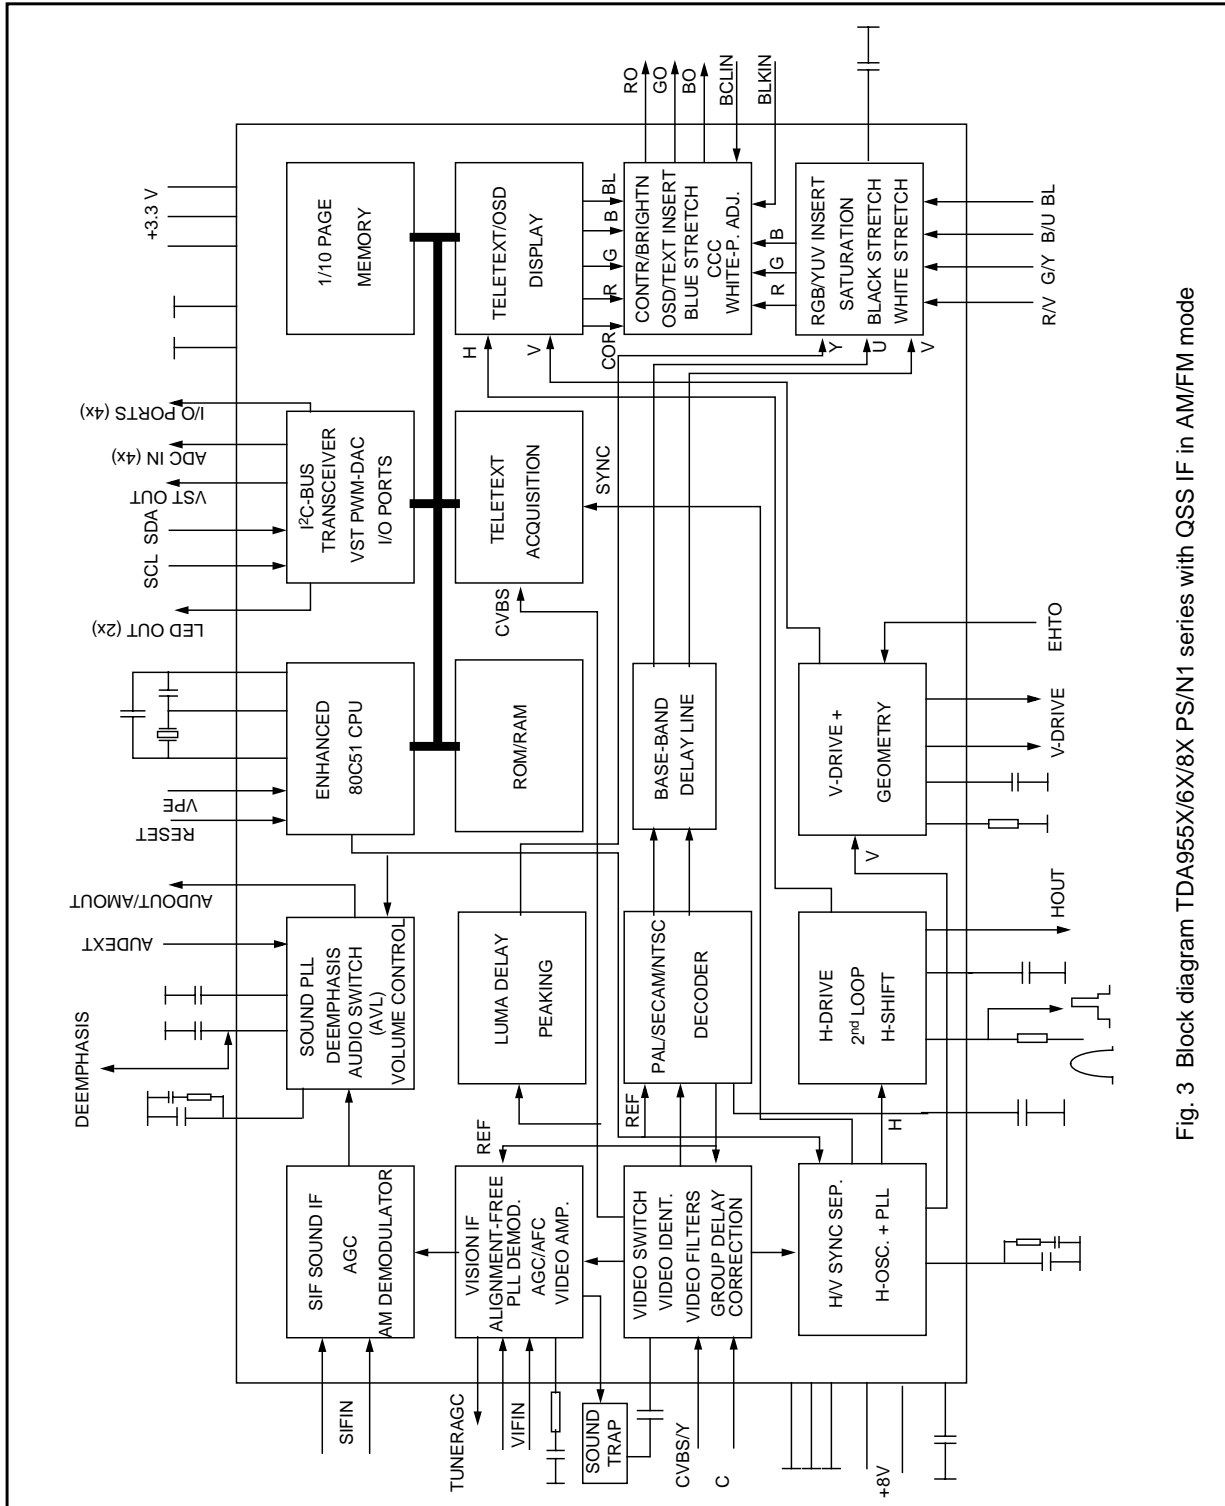 +3.3 V
I/O PORTS (4x)
ADC IN (4x)
VST OUT
SCL SDA
LED OUT (2x)
VPE
RESET
AUDOUT/AMOUT
AUDEXT
DEEMPHASIS
1/10 PAGE
MEMORY
I²C-BUS
TRANSCEIVER
VST PWM-DAC
I/O PORTS
ENHANCED
80C51 CPU
SOUND PLL
DEEMPHASIS
AUDIO SWITCH
(AVL)
VOLUME CONTROL
SIF SOUND IF
AGC
AM DEMODULATOR
SIFIN
TELETEXT/OSD
DISPLAY
H
V
TELETEXT
ACQUISITION
CVBS
SYNC
ROM/RAM
LUMA DELAY
PEAKING
REF
VISION IF
ALIGNMENT-FREE
PLL DEMOD.
AGC/AFC
VIDEO AMP.
TUNERAGC
VIFIN
SOUND
TRAP
COR
R
G
B
BL
CONTR/BRIGHTN
OSD/TEXT INSERT
BLUE STRETCH
CCC
WHITE-P. ADJ.
RO
GO
BO
BCLIN
BLKIN
BASE-BAND
DELAY LINE
PAL/SECAM/NTSC
DECODER
REF
VIDEO SWITCH
VIDEO IDENT.
VIDEO FILTERS
GROUP DELAY
CORRECTION
CVBS/Y
C
R
G
B
Y
U
V
RGB/YUV INSERT
SATURATION
BLACK STRETCH
WHITE STRETCH
R/V
G/Y
B/U
BL
V-DRIVE +
GEOMETRY
V
EHTO
V-DRIVE
H-DRIVE
2nd LOOP
H-SHIFT
H
HOUT
H/V SYNC SEP.
H-OSC. + PLL
+8V
Fig. 3 Block diagram TDA955X/6X/8X PS/N1 series with QSS IF in AM/FM mode